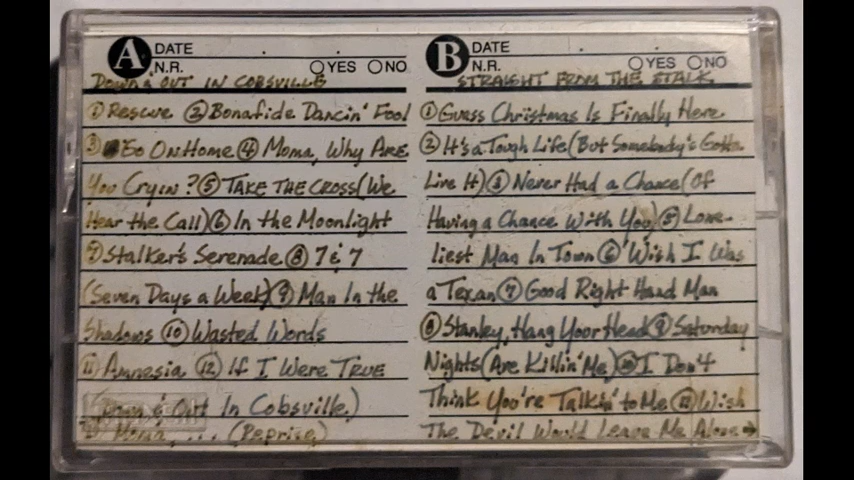 A DATE
N.R. YES NO
DOWN & OUT IN COBSVILLE
① Rescue ② Bonafide Dancin' Fool
③ Go On Home ④ Moma, Why Are
You Cryin'? ⑤ TAKE THE CROSS (We
Hear the Call) ⑥ In the Moonlight
⑦ Stalker's Serenade ⑧ 7 & 7
(Seven Days a Week) ⑨ Man In the
Shadows ⑩ Wasted Words
⑪ Amnesia ⑫ If I Were TRUE
(Down & Out In Cobsville)
Moma, ... (Reprise)
B DATE
N.R. YES NO
STRAIGHT FROM THE STALK
① Guess Christmas Is Finally Here
② It's a Tough Life (But Somebody's Gotta
Live It) ③ Never Had a Chance (Of
Having a Chance With You) ⑤ Lone-
liest Man In Town ⑥ Wish I Was
a Texan ⑦ Good Right Hand Man
⑧ Stanley, Hang Your Head ⑨ Saturday
Nights (Are Killin' Me) ⑩ I Don't
Think You're Talkin' to Me ⑪ Wish
The Devil Would Leave Me Alone →